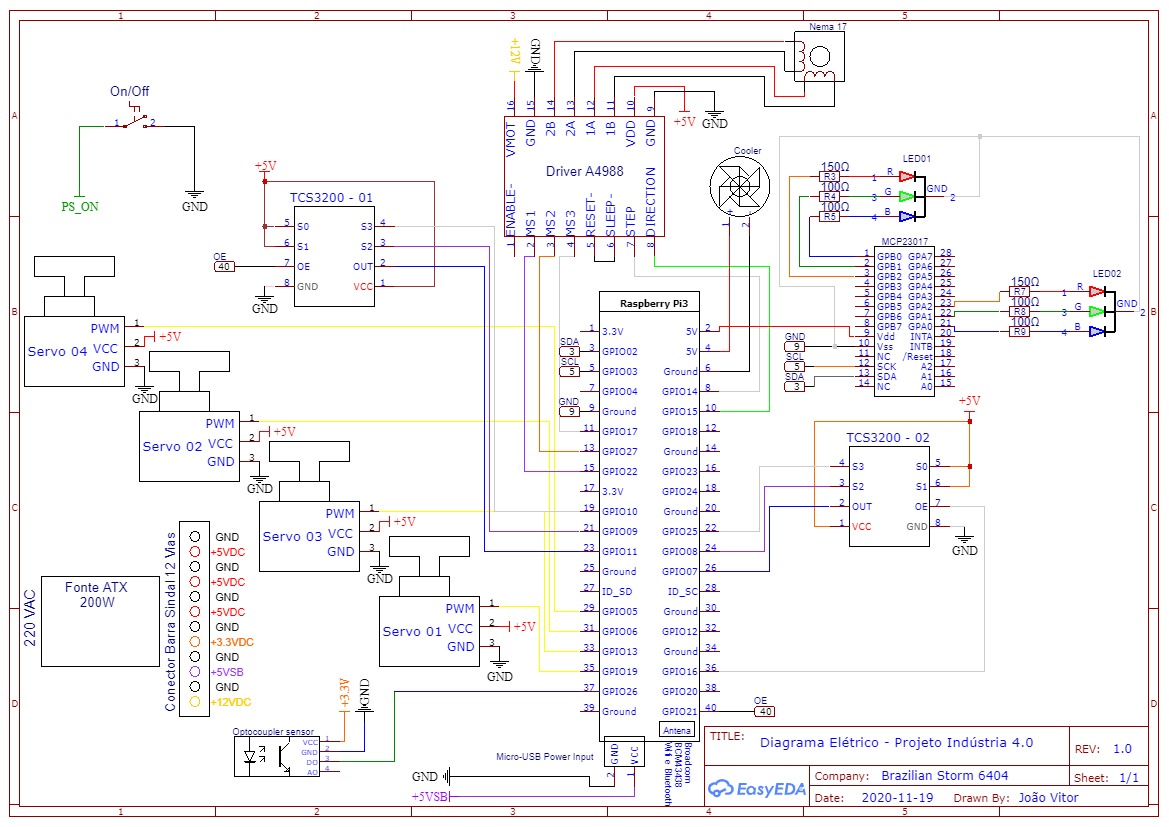 1 2 3 4 5
A
B
C
D
A
B
C
D
1 2 3 4 5
On/Off
1 2
PS_ON
GND
+5V
TCS3200 - 01
5 S0 S3 4
6 S1 S2 3
OE 40 7 OE OUT 2
8 GND VCC 1
GND
+12V GND
16 15 14 13 12 11 10 9
VMOT GND 2B 2A 1A 1B VDD GND
Driver A4988
ENABLE- MS1 MS2 MS3 RESET- SLEEP- STEP DIRECTION
1 2 3 4 5 6 7 8
+5V
GND
Nema 17
Cooler
+ -
1 2
150Ω
R3
100Ω
R4
100Ω
R5
LED01
1 R
3 G
4 B
GND
2
MCP23017
1 GPB0 GPA7 28
2 GPB1 GPA6 27
3 GPB2 GPA5 26
4 GPB3 GPA4 25
5 GPB4 GPA3 24
6 GPB5 GPA2 23
7 GPB6 GPA1 22
8 GPB7 GPA0 21
9 Vdd INTA 20
10 Vss INTB 19
11 NC /Reset 18
12 SCK A2 17
13 SDA A1 16
14 NC A0 15
GND
9
SCL
5
SDA
3
150Ω
R7
100Ω
R8
100Ω
R9
LED02
1 R
3 G
4 B
GND
2
Servo 04
PWM 1
VCC 2
GND 3
+5V
GND
Servo 02
PWM 1
VCC 2
GND 3
+5V
GND
Servo 03
PWM 1
VCC 2
GND 3
+5V
GND
Servo 01
PWM 1
VCC 2
GND 3
+5V
GND
Raspberry Pi3
1 3.3V 5V 2
SDA
3
3 GPIO02 5V 4
SCL
5
5 GPIO03 Ground 6
7 GPIO04 GPIO14 8
GND
9
9 Ground GPIO15 10
11 GPIO17 GPIO18 12
13 GPIO27 Ground 14
15 GPIO22 GPIO23 16
17 3.3V GPIO24 18
19 GPIO10 Ground 20
21 GPIO09 GPIO25 22
23 GPIO11 GPIO08 24
25 Ground GPIO07 26
27 ID_SD ID_SC 28
29 GPIO05 Ground 30
31 GPIO06 GPIO12 32
33 GPIO13 Ground 34
35 GPIO19 GPIO16 36
37 GPIO26 GPIO20 38
39 Ground GPIO21 40
OE
40
Antena
GND VCC
2 1
Broadcom
BCM43438
Wifi e Bluetooth
Micro-USB Power Input
GND
+5VSB
+5V
TCS3200 - 02
4 S3 S0 5
3 S2 S1 6
2 OUT OE 7
1 VCC GND 8
GND
220 VAC
Fonte ATX
200W
Conector Barra Sindal 12 Vias
GND
+5VDC
GND
+5VDC
GND
+5VDC
GND
+3.3VDC
GND
+5VSB
GND
+12VDC
Optocoupler sensor
VCC 1
GND 2
DO 3
AO 4
+3.3V
GND
TITLE:
Diagrama Elétrico - Projeto Indústria 4.0
REV: 1.0
EasyEDA
Company: Brazilian Storm 6404
Sheet: 1/1
Date: 2020-11-19 Drawn By: João Vitor